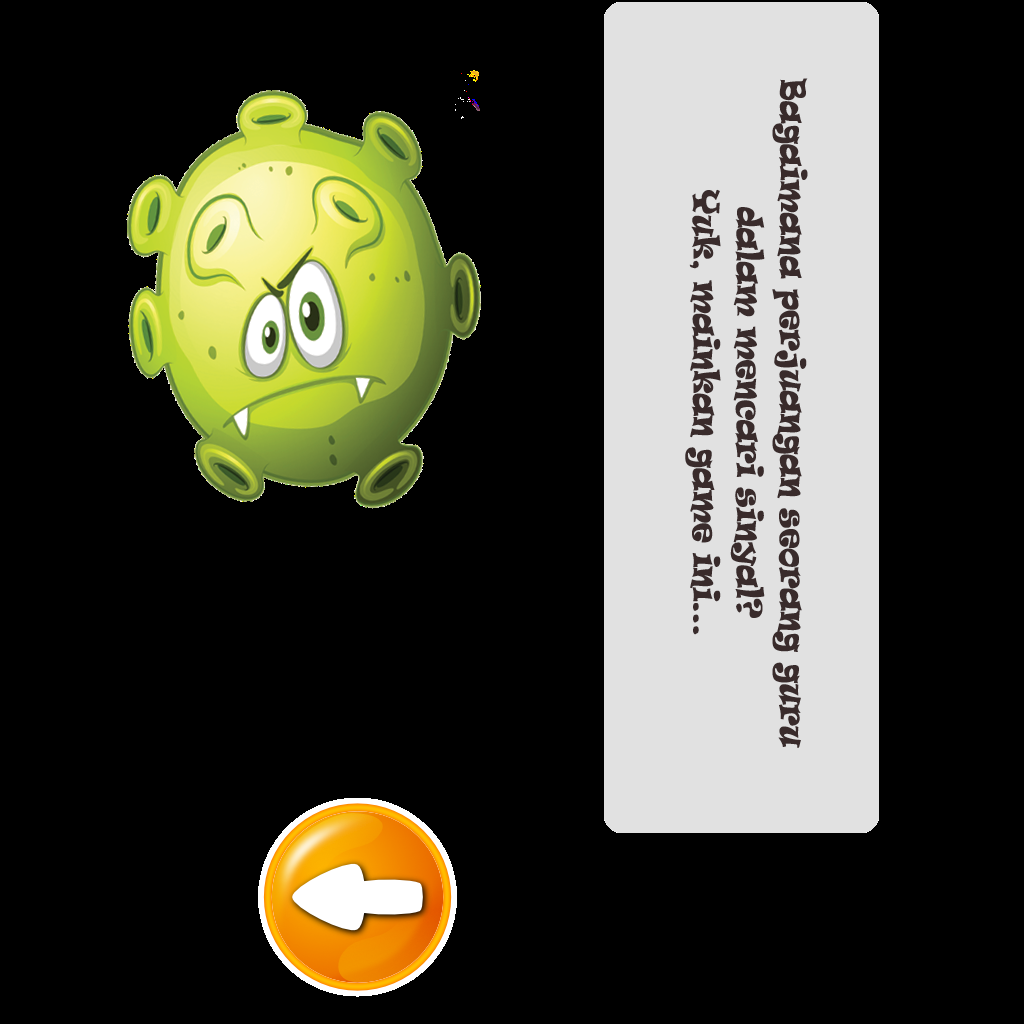 Bagaimana perjuangan seorang guru
dalam mencari sinyal?
Yuk, mainkan game ini...